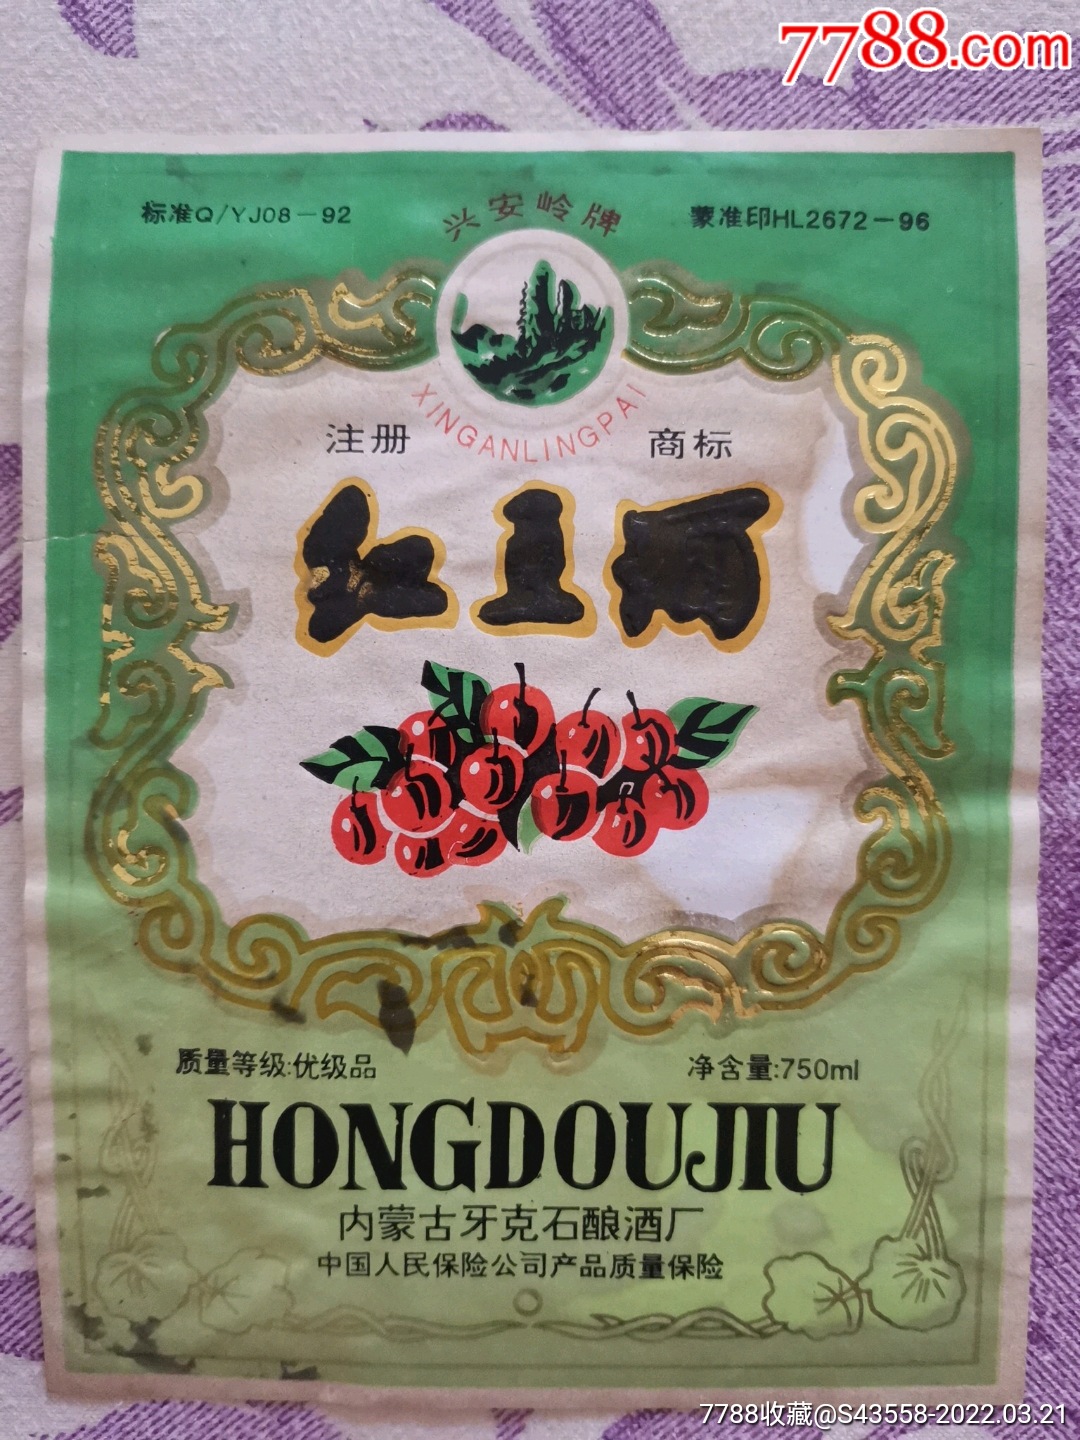 7788.com
标准Q/YJ08-92
兴安岭牌
蒙准印HL2672-96
XINGANLINGPAI
注册 商标
红豆酒
质量等级:优级品
净含量:750ml
HONGDOUJIU
内蒙古牙克石酿酒厂
中国人民保险公司产品质量保险
7788收藏@S43558-2022.03.21